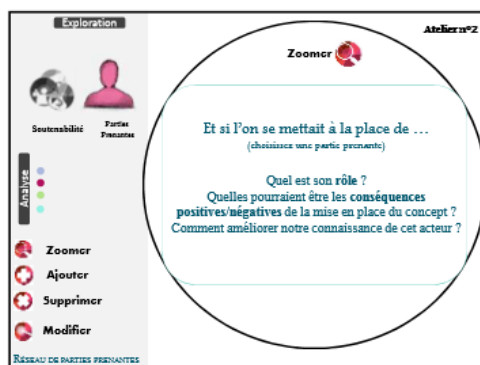 Exploration
Atelier n°2
Zoomer
Soutenabilité
Parties
Prenantes
Et si l'on se mettait à la place de ...
(choisissez une partie prenante)
Quel est son rôle ?
Quelles pourraient être les conséquences
positives/négatives de la mise en place du concept ?
Comment améliorer notre connaissance de cet acteur ?
Analyse
Zoomer
Ajouter
Supprimer
Modifier
RÉSEAU DE PARTIES PRENANTES